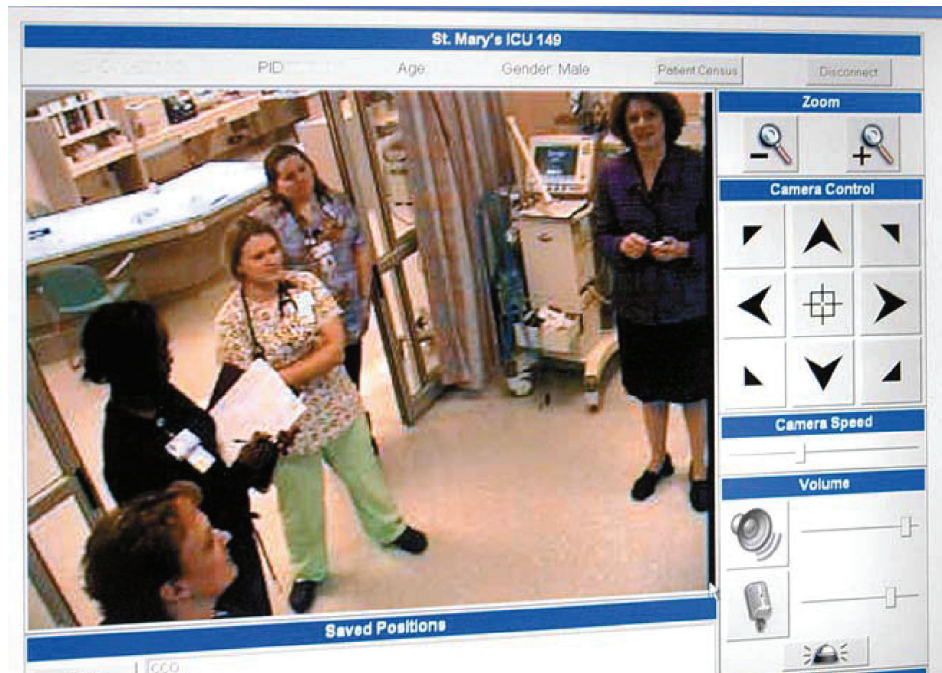 St. Mary's ICU 149
PID Age Gender: Male Patient Census Disconnect
Zoom
Camera Control
Camera Speed
Volume
Saved Positions
CCO